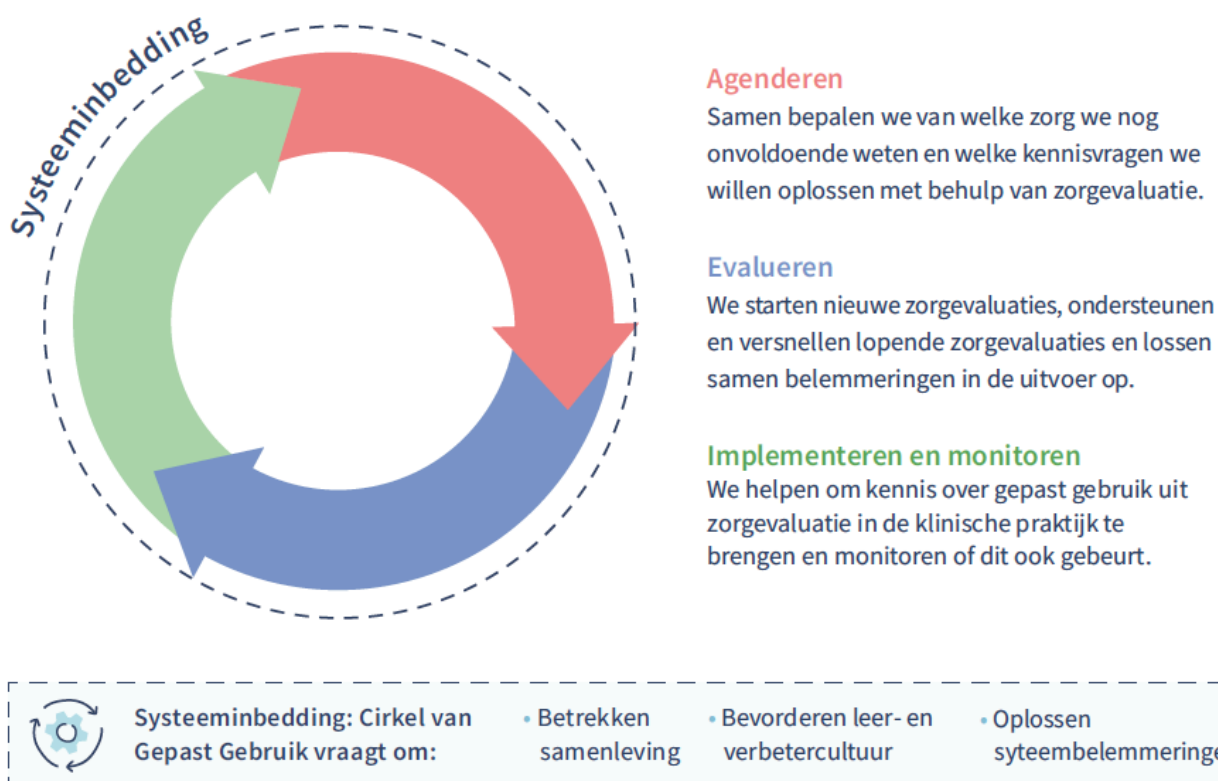 Systeeminbedding
Agenderen
Samen bepalen we van welke zorg we nog
onvoldoende weten en welke kennisvragen we
willen oplossen met behulp van zorgevaluatie.
Evalueren
We starten nieuwe zorgevaluaties, ondersteunen
en versnellen lopende zorgevaluaties en lossen
samen belemmeringen in de uitvoer op.
Implementeren en monitoren
We helpen om kennis over gepast gebruik uit
zorgevaluatie in de klinische praktijk te
brengen en monitoren of dit ook gebeurt.
Systeeminbedding: Cirkel van
Gepast Gebruik vraagt om:
• Betrekken
samenleving
• Bevorderen leer- en
verbetercultuur
• Oplossen
syteembelemmeringe